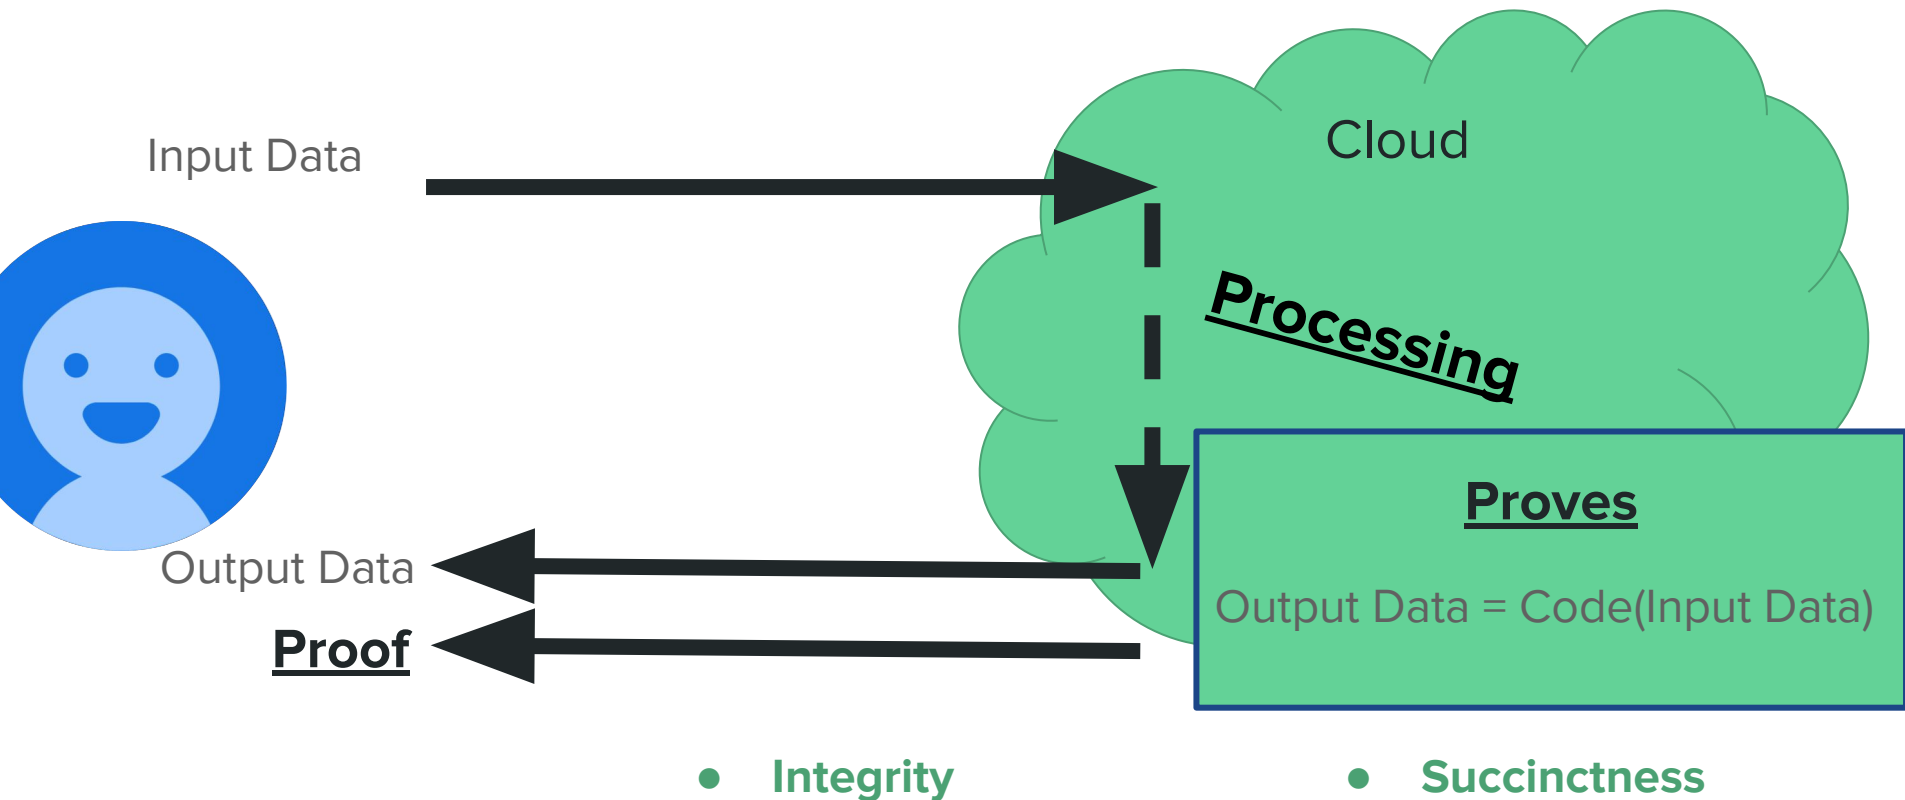 Cloud
Input Data
Processing
Proves
Output Data
Output Data = Code(Input Data)
Proof
● Integrity
● Succinctness